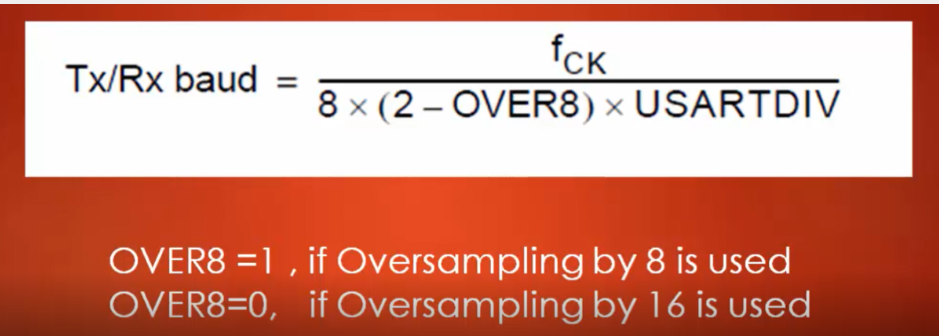 Tx/Rx baud = fCK
8 × (2 – OVER8) × USARTDIV
OVER8 =1 , if Oversampling by 8 is used
OVER8=0, if Oversampling by 16 is used